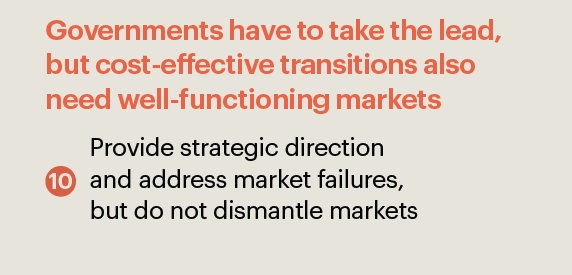 Governments have to take the lead,
but cost-effective transitions also
need well-functioning markets
Provide strategic direction
10 and address market failures,
but do not dismantle markets